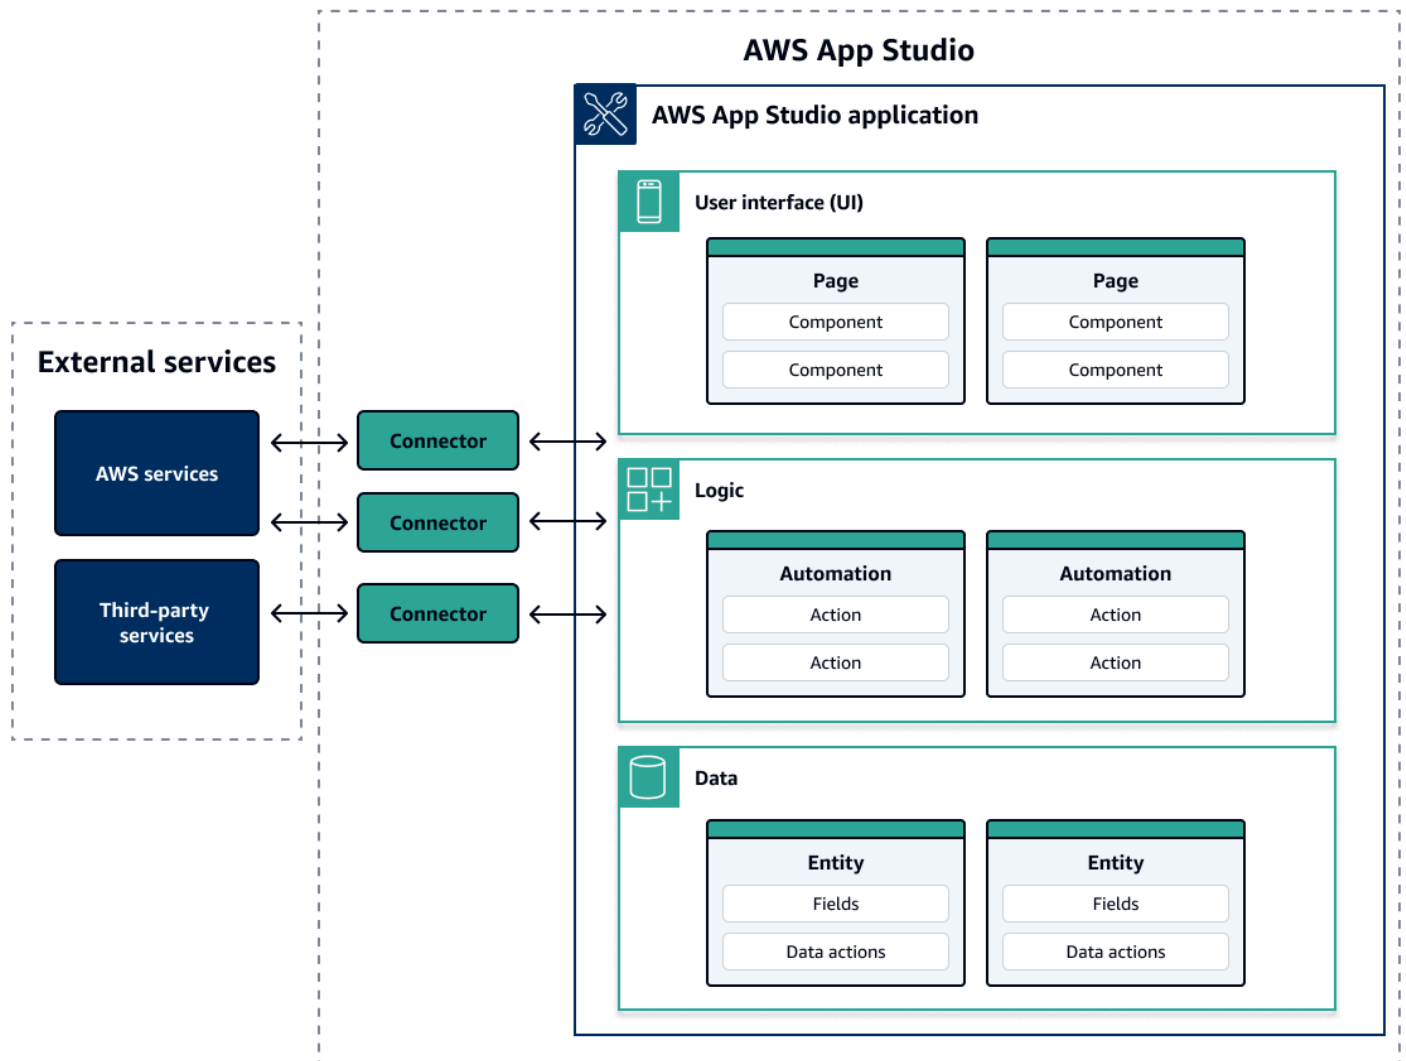 AWS App Studio
AWS App Studio application
User interface (UI)
Page
Component
Component
Page
Component
Component
External services
AWS services
Third-party
services
Connector
Connector
Connector
Logic
Automation
Action
Action
Automation
Action
Action
Data
Entity
Fields
Data actions
Entity
Fields
Data actions